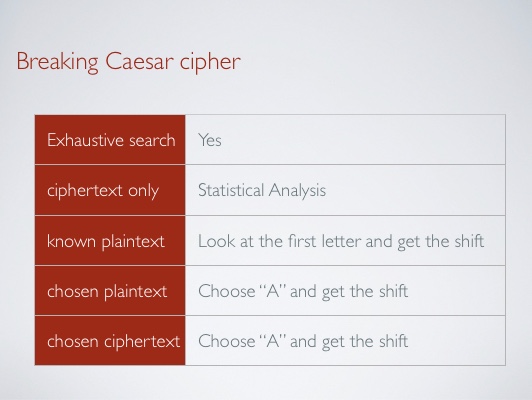 Breaking Caesar cipher
Exhaustive search Yes
ciphertext only Statistical Analysis
known plaintext Look at the first letter and get the shift
chosen plaintext Choose “A” and get the shift
chosen ciphertext Choose “A” and get the shift